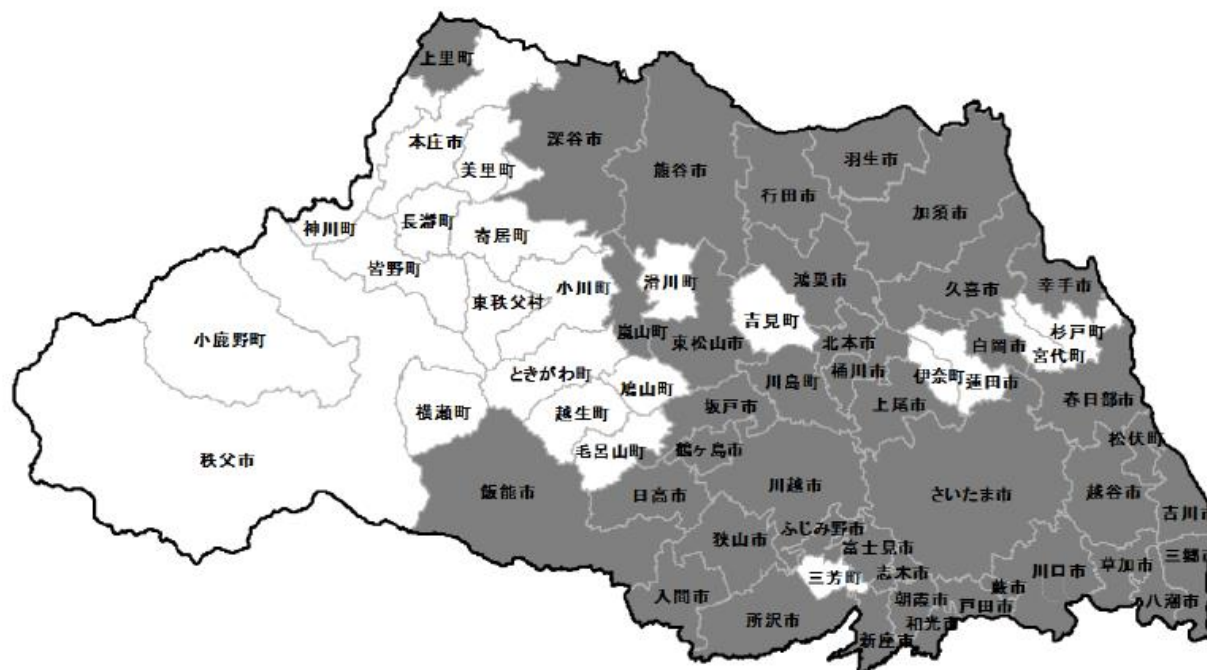 上里町
本庄市
深谷市
羽生市
美里町
熊谷市
行田市
加須市
神川町
長瀞町
寄居町
皆野町
小川町
滑川町
鴻巣市
久喜市
幸手市
東秩父村
吉見町
小鹿野町
嵐山町
東松山市
北本市
白岡市
杉戸町
宮代町
ときがわ町
鳩山町
川島町
桶川市
伊奈町
蓮田市
横瀬町
越生町
坂戸市
上尾市
春日部市
毛呂山町
鶴ヶ島市
松伏町
秩父市
飯能市
日高市
川越市
さいたま市
越谷市
吉川市
狭山市
ふじみ野市
富士見市
三郷市
三芳町
志木市
川口市
草加市
入間市
朝霞市
蕨市
戸田市
八潮市
所沢市
和光市
新座市